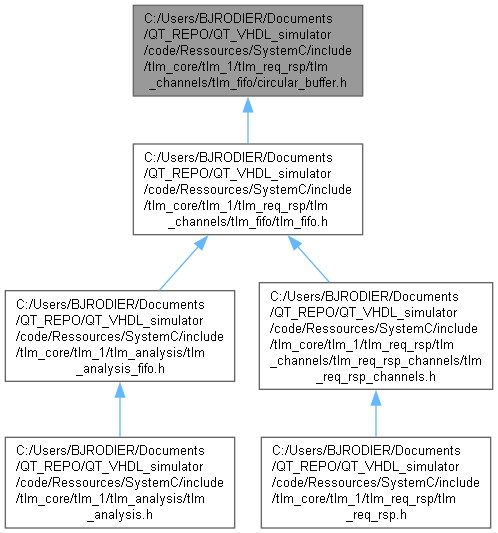 C:/Users/BJRODIER/Documents
/QT_REPO/QT_VHDL_simulator
/code/Ressources/SystemC/include
/tlm_core/tlm_1/tlm_req_rsp/tlm
_channels/tlm_fifo/circular_buffer.h
C:/Users/BJRODIER/Documents
/QT_REPO/QT_VHDL_simulator
/code/Ressources/SystemC/include
/tlm_core/tlm_1/tlm_req_rsp/tlm
_channels/tlm_fifo/tlm_fifo.h
C:/Users/BJRODIER/Documents
/QT_REPO/QT_VHDL_simulator
/code/Ressources/SystemC/include
/tlm_core/tlm_1/tlm_analysis/tlm
_analysis_fifo.h
C:/Users/BJRODIER/Documents
/QT_REPO/QT_VHDL_simulator
/code/Ressources/SystemC/include
/tlm_core/tlm_1/tlm_req_rsp/tlm
_channels/tlm_req_rsp_channels/tlm
_req_rsp_channels.h
C:/Users/BJRODIER/Documents
/QT_REPO/QT_VHDL_simulator
/code/Ressources/SystemC/include
/tlm_core/tlm_1/tlm_analysis/tlm
_analysis.h
C:/Users/BJRODIER/Documents
/QT_REPO/QT_VHDL_simulator
/code/Ressources/SystemC/include
/tlm_core/tlm_1/tlm_req_rsp/tlm
_req_rsp.h